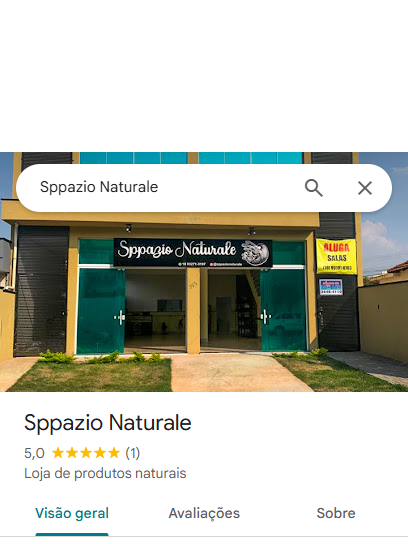 Sppazio Naturale
Sppazio Naturale
ALUGA
SALAS
Sppazio Naturale
5,0 (1)
Loja de produtos naturais
Visão geral
Avaliações
Sobre